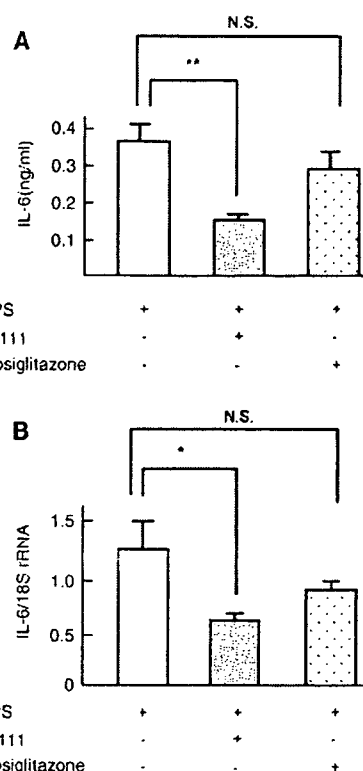 A
N.S.
**
IL-6(ng/ml)
0.4
0.3
0.2
0.1
PS + + +
111 - + -
osiglitazone - - +
B
N.S.
*
IL-6/18S rRNA
1.5
1.0
0.5
0
PS + + +
111 - + -
osiglitazone - - +